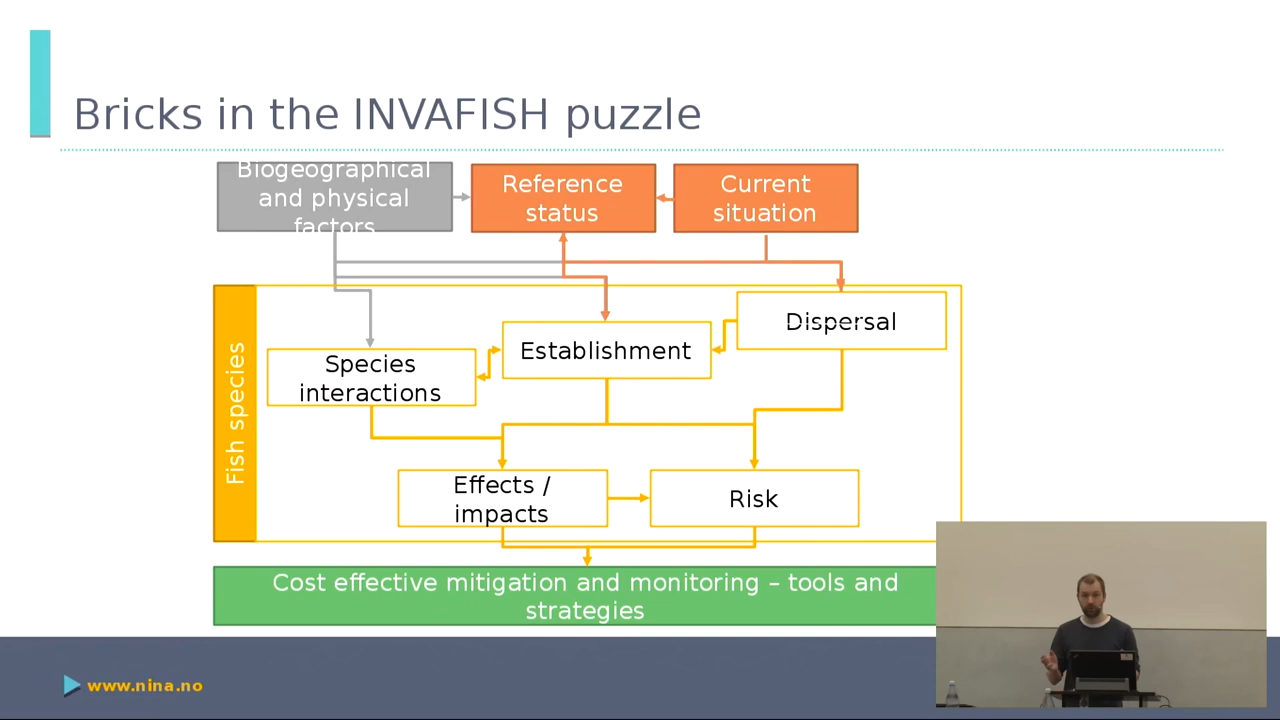 Bricks in the INVAFISH puzzle
Biogeographical
and physical
factors
Reference
status
Current
situation
Fish species
Dispersal
Establishment
Species
interactions
Effects /
impacts
Risk
Cost effective mitigation and monitoring – tools and
strategies
www.nina.no